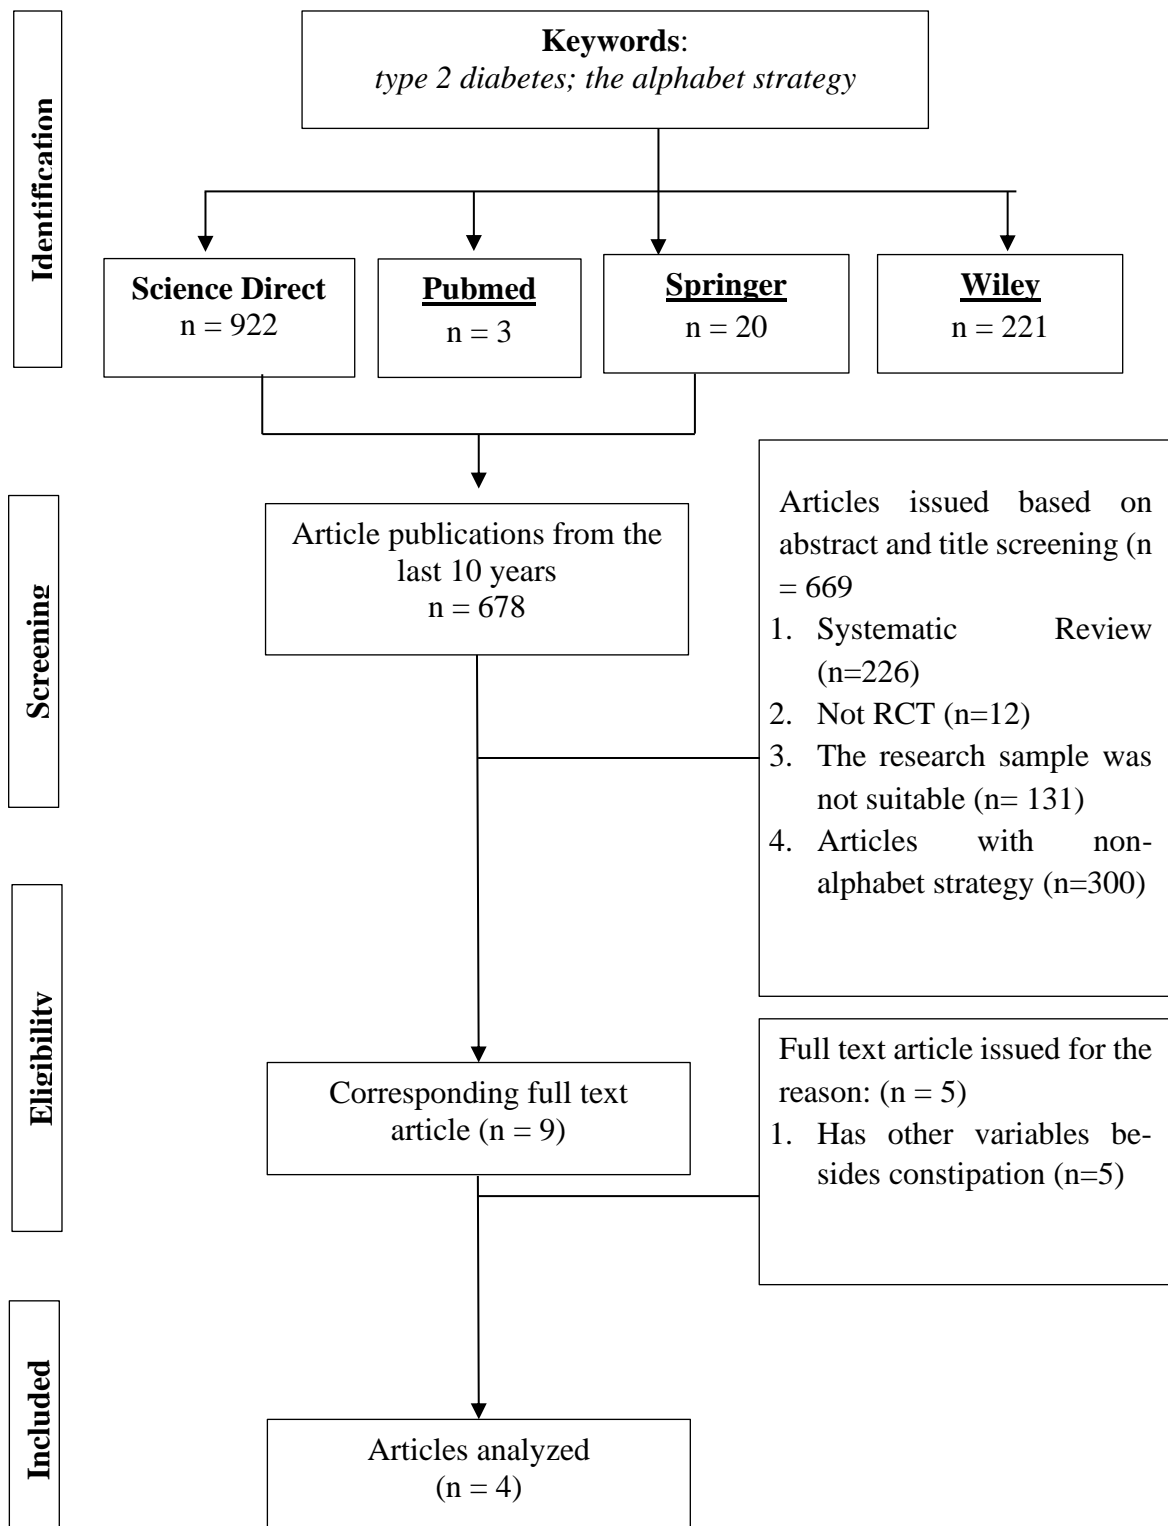 Identification
Keywords:
type 2 diabetes; the alphabet strategy
Science Direct
n = 922
Pubmed
n = 3
Springer
n = 20
Wiley
n = 221
Screening
Article publications from the
last 10 years
n = 678
Articles issued based on
abstract and title screening (n
= 669
1. Systematic Review
(n=226)
2. Not RCT (n=12)
3. The research sample was
not suitable (n= 131)
4. Articles with non-
alphabet strategy (n=300)
Eligibility
Corresponding full text
article (n = 9)
Full text article issued for the
reason: (n = 5)
1. Has other variables be-
sides constipation (n=5)
Included
Articles analyzed
(n = 4)